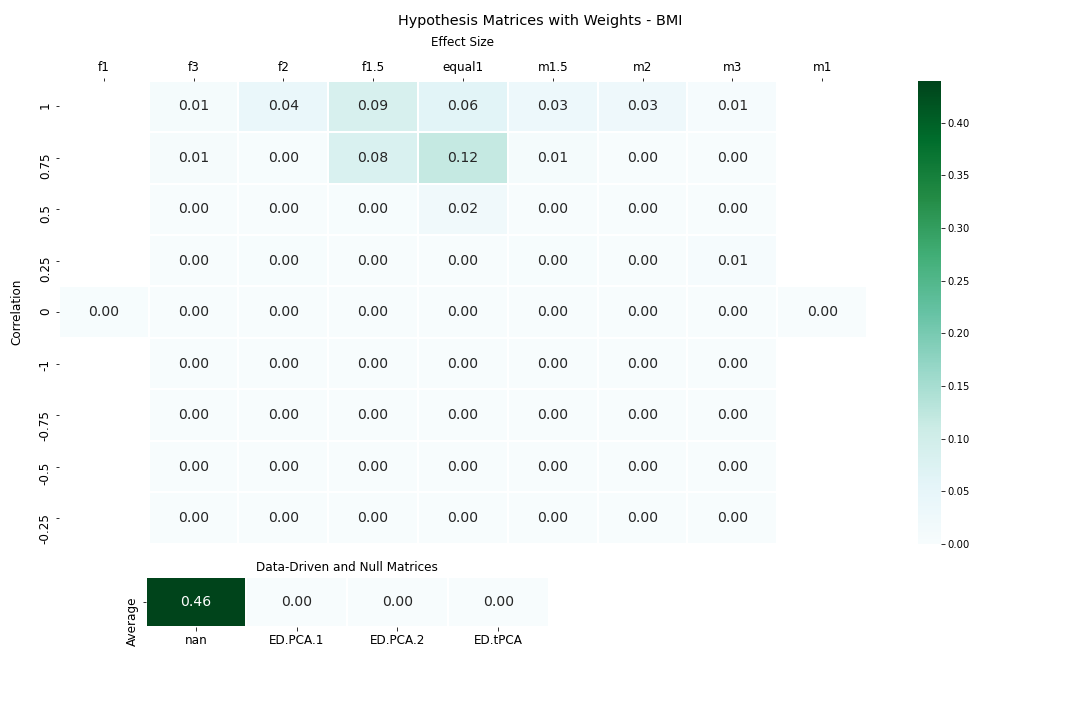 Hypothesis Matrices with Weights - BMI
Effect Size
f1 f3 f2 f1.5 equal1 m1.5 m2 m3 m1
1 0.01 0.04 0.09 0.06 0.03 0.03 0.01
0.75 0.01 0.00 0.08 0.12 0.01 0.00 0.00
0.5 0.00 0.00 0.00 0.02 0.00 0.00 0.00
0.25 0.00 0.00 0.00 0.00 0.00 0.00 0.01
Correlation
0 0.00 0.00 0.00 0.00 0.00 0.00 0.00 0.00 0.00
-1 0.00 0.00 0.00 0.00 0.00 0.00 0.00
-0.75 0.00 0.00 0.00 0.00 0.00 0.00 0.00
-0.5 0.00 0.00 0.00 0.00 0.00 0.00 0.00
-0.25 0.00 0.00 0.00 0.00 0.00 0.00 0.00
0.40
0.35
0.30
0.25
0.20
0.15
0.10
0.05
0.00
Data-Driven and Null Matrices
Average 0.46 0.00 0.00 0.00
nan ED.PCA.1 ED.PCA.2 ED.tPCA